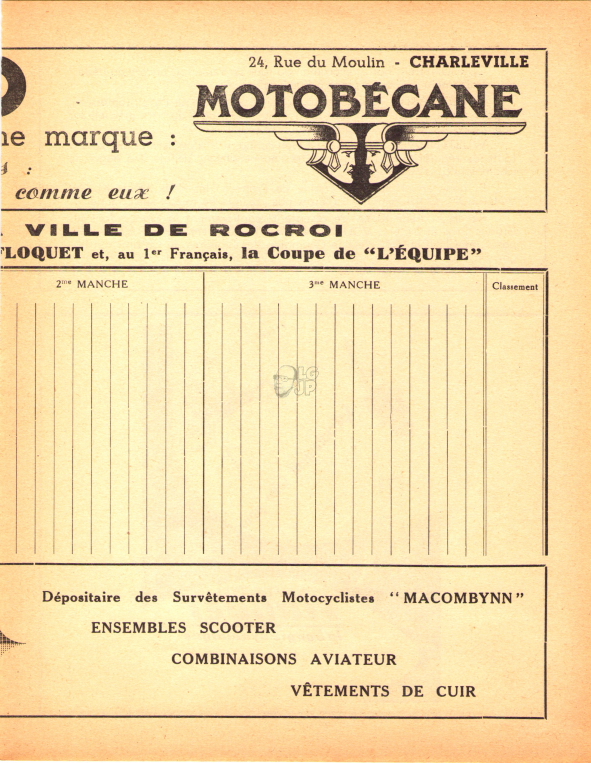 24, Rue du Moulin - CHARLEVILLE
MOTOBÉCANE
marque :
:
comme eux !
VILLE DE ROCROI
FLOQUET et, au 1er Français, la Coupe de “L'ÉQUIPE”
2me MANCHE 3me MANCHE Classement
LG
JP
Dépositaire des Survêtements Motocyclistes “MACOMBYNN”
ENSEMBLES SCOOTER
COMBINAISONS AVIATEUR
VÊTEMENTS DE CUIR